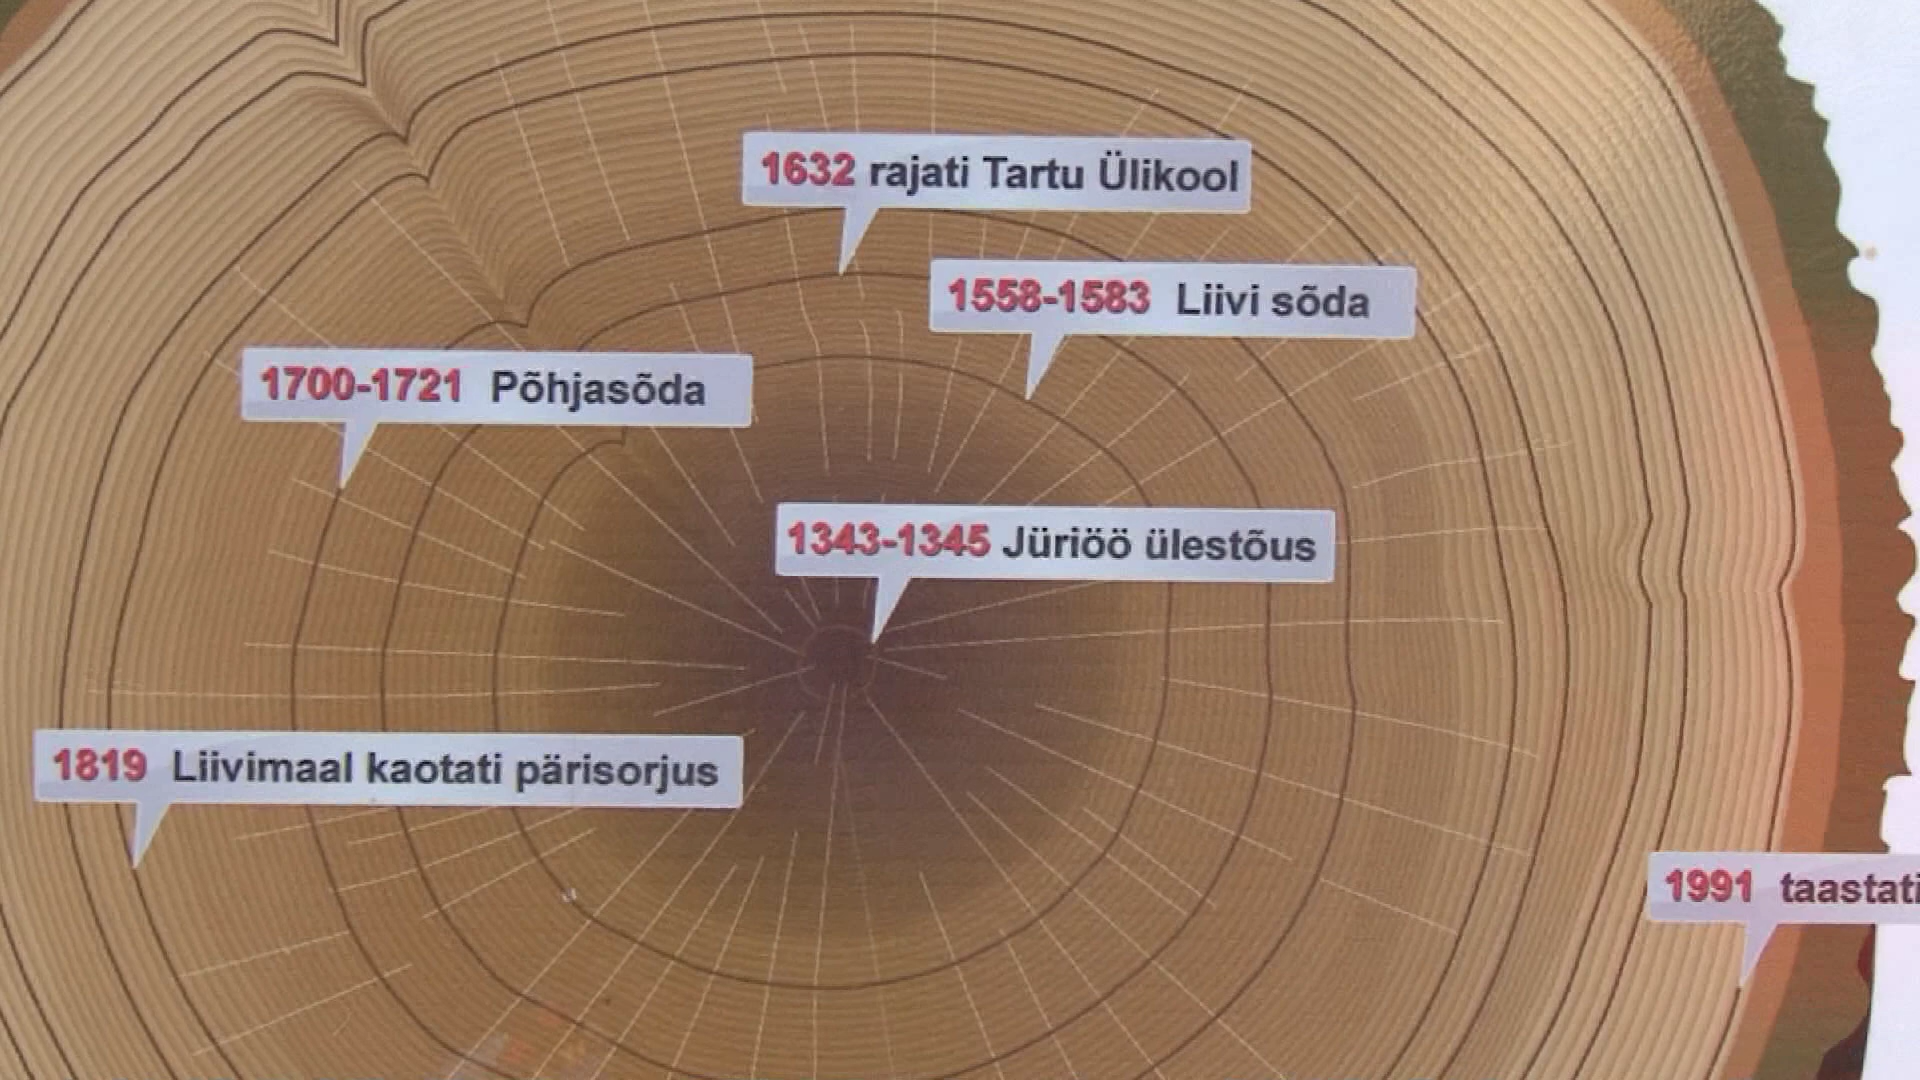 1632 rajati Tartu Ülikool
1558-1583 Liivi sõda
1700-1721 Põhjasõda
1343-1345 Jüriöö ülestõus
1819 Liivimaal kaotati pärisorjus
1991 taastati